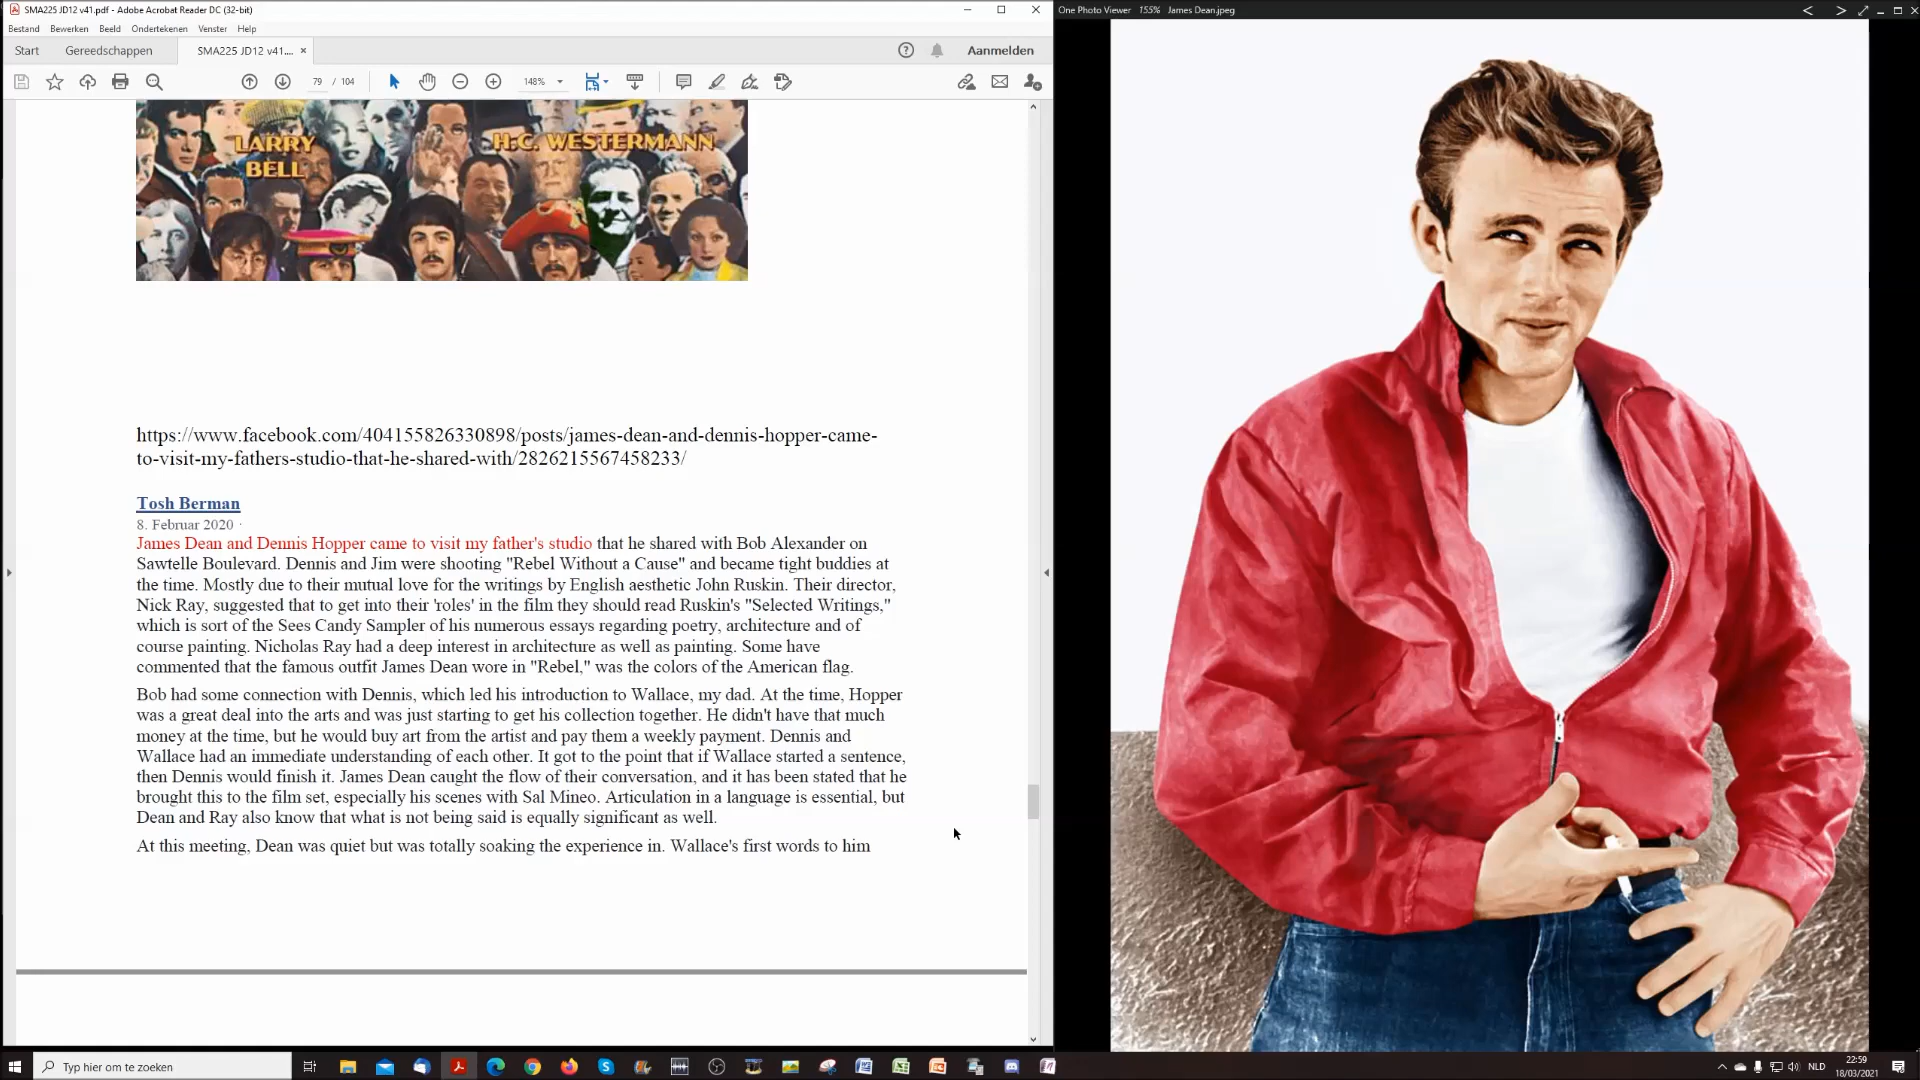 SMA225 JD12 v41.pdf - Adobe Acrobat Reader DC (32-bit)
Bestand Bewerken Beeld Ondertekenen Venster Help
Start Gereedschappen SMA225 JD12 v41.... × Aanmelden
79 / 104 148%
LARRY
BELL
H.C. WESTERMANN
https://www.facebook.com/404155826330898/posts/james-dean-and-dennis-hopper-came-
to-visit-my-fathers-studio-that-he-shared-with/2826215567458233/
Tosh Berman
8. Februar 2020 ·
James Dean and Dennis Hopper came to visit my father's studio that he shared with Bob Alexander on
Sawtelle Boulevard. Dennis and Jim were shooting "Rebel Without a Cause" and became tight buddies at
the time. Mostly due to their mutual love for the writings by English aesthetic John Ruskin. Their director,
Nick Ray, suggested that to get into their 'roles' in the film they should read Ruskin's "Selected Writings,"
which is sort of the Sees Candy Sampler of his numerous essays regarding poetry, architecture and of
course painting. Nicholas Ray had a deep interest in architecture as well as painting. Some have
commented that the famous outfit James Dean wore in "Rebel," was the colors of the American flag.
Bob had some connection with Dennis, which led his introduction to Wallace, my dad. At the time, Hopper
was a great deal into the arts and was just starting to get his collection together. He didn't have that much
money at the time, but he would buy art from the artist and pay them a weekly payment. Dennis and
Wallace had an immediate understanding of each other. It got to the point that if Wallace started a sentence,
then Dennis would finish it. James Dean caught the flow of their conversation, and it has been stated that he
brought this to the film set, especially his scenes with Sal Mineo. Articulation in a language is essential, but
Dean and Ray also know that what is not being said is equally significant as well.
At this meeting, Dean was quiet but was totally soaking the experience in. Wallace's first words to him
One Photo Viewer 155% James Dean.jpeg
Typ hier om te zoeken
NLD
22:59
18/03/2021